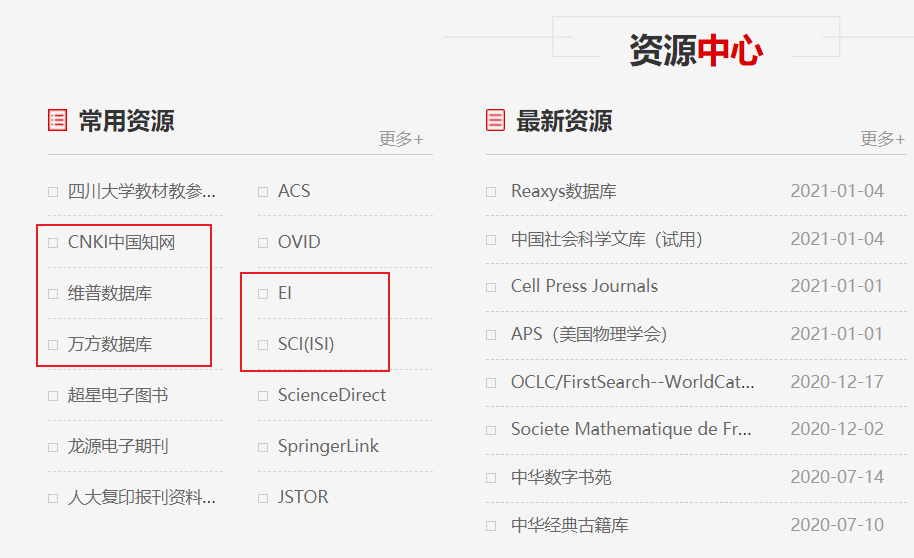 资源中心
常用资源
更多+
四川大学教材教参...
CNKI中国知网
维普数据库
万方数据库
超星电子图书
龙源电子期刊
人大复印报刊资料...
ACS
OVID
EI
SCI(ISI)
ScienceDirect
SpringerLink
JSTOR
最新资源
更多+
Reaxys数据库 2021-01-04
中国社会科学文库（试用） 2021-01-04
Cell Press Journals 2021-01-01
APS（美国物理学会） 2021-01-01
OCLC/FirstSearch--WorldCat... 2020-12-17
Societe Mathematique de Fr... 2020-12-02
中华数字书苑 2020-07-14
中华经典古籍库 2020-07-10